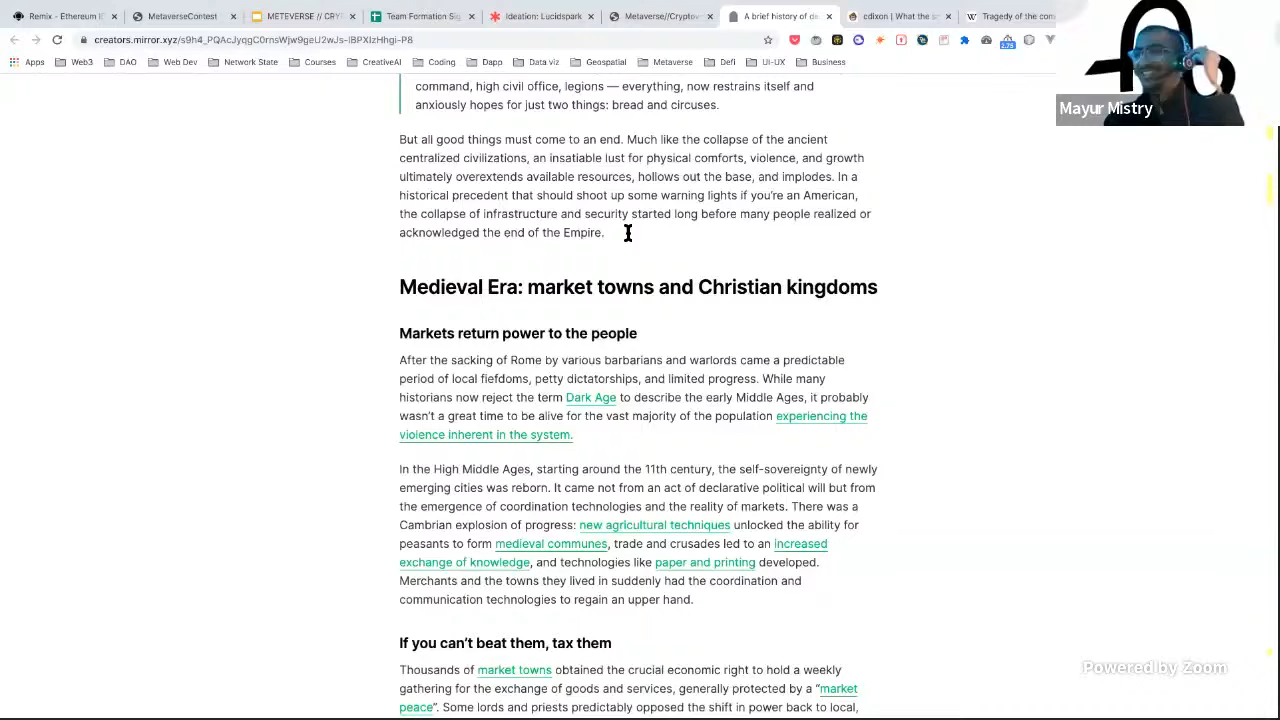 Remix - Ethereum I
MetaverseContest
METEVERSE // CRY
Team Formation Sig
Ideation: Lucidspark
Metaverse//Cryptov
A brief history of de
cdixon | What the s
Tragedy of the com
creators.mirror.xyz/s9h4_PQAcJyqgC0rnsWjw9geU2wJs-IBPXIzHhgi-P8
2.75
Apps
Web3
DAO
Web Dev
Network State
Courses
CreativeAI
Coding
Dapp
Data viz
Geospatial
Metaverse
Defi
UI-UX
Business
Mayur Mistry
command, high civil office, legions — everything, now restrains itself and
anxiously hopes for just two things: bread and circuses.
But all good things must come to an end. Much like the collapse of the ancient
centralized civilizations, an insatiable lust for physical comforts, violence, and growth
ultimately overextends available resources, hollows out the base, and implodes. In a
historical precedent that should shoot up some warning lights if you're an American,
the collapse of infrastructure and security started long before many people realized or
acknowledged the end of the Empire.
Medieval Era: market towns and Christian kingdoms
Markets return power to the people
After the sacking of Rome by various barbarians and warlords came a predictable
period of local fiefdoms, petty dictatorships, and limited progress. While many
historians now reject the term Dark Age to describe the early Middle Ages, it probably
wasn't a great time to be alive for the vast majority of the population experiencing the
violence inherent in the system.
In the High Middle Ages, starting around the 11th century, the self-sovereignty of newly
emerging cities was reborn. It came not from an act of declarative political will but from
the emergence of coordination technologies and the reality of markets. There was a
Cambrian explosion of progress: new agricultural techniques unlocked the ability for
peasants to form medieval communes, trade and crusades led to an increased
exchange of knowledge, and technologies like paper and printing developed.
Merchants and the towns they lived in suddenly had the coordination and
communication technologies to regain an upper hand.
If you can't beat them, tax them
Thousands of market towns obtained the crucial economic right to hold a weekly
gathering for the exchange of goods and services, generally protected by a "market
peace". Some lords and priests predictably opposed the shift in power back to local,
Powered by Zoom